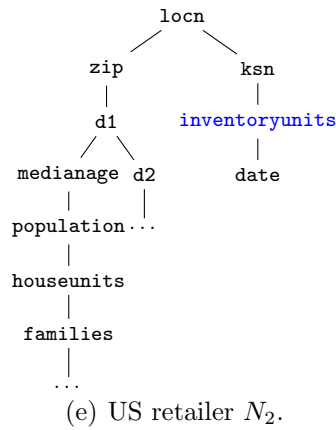 locn
zip ksn
d1 inventoryunits
medianage d2 date
population ...
houseunits
families
...
(e) US retailer N₂.